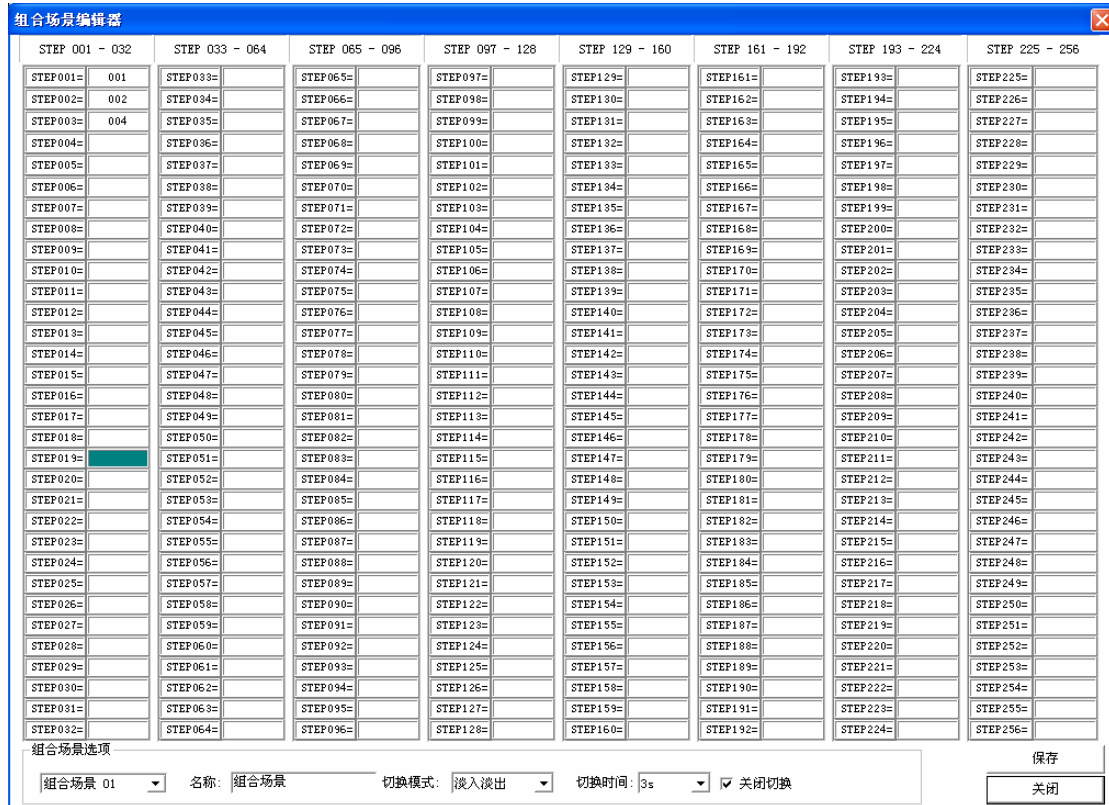 组合场景编辑器
STEP 001 - 032 STEP 033 - 064 STEP 065 - 096 STEP 097 - 128 STEP 129 - 160 STEP 161 - 192 STEP 193 - 224 STEP 225 - 256
STEP001= 001 STEP033= STEP065= STEP097= STEP129= STEP161= STEP193= STEP225=
STEP002= 002 STEP034= STEP066= STEP098= STEP130= STEP162= STEP194= STEP226=
STEP003= 004 STEP035= STEP067= STEP099= STEP131= STEP163= STEP195= STEP227=
STEP004= STEP036= STEP068= STEP100= STEP132= STEP164= STEP196= STEP228=
STEP005= STEP037= STEP069= STEP101= STEP133= STEP165= STEP197= STEP229=
STEP006= STEP038= STEP070= STEP102= STEP134= STEP166= STEP198= STEP230=
STEP007= STEP039= STEP071= STEP103= STEP135= STEP167= STEP199= STEP231=
STEP008= STEP040= STEP072= STEP104= STEP136= STEP168= STEP200= STEP232=
STEP009= STEP041= STEP073= STEP105= STEP137= STEP169= STEP201= STEP233=
STEP010= STEP042= STEP074= STEP106= STEP138= STEP170= STEP202= STEP234=
STEP011= STEP043= STEP075= STEP107= STEP139= STEP171= STEP203= STEP235=
STEP012= STEP044= STEP076= STEP108= STEP140= STEP172= STEP204= STEP236=
STEP013= STEP045= STEP077= STEP109= STEP141= STEP173= STEP205= STEP237=
STEP014= STEP046= STEP078= STEP110= STEP142= STEP174= STEP206= STEP238=
STEP015= STEP047= STEP079= STEP111= STEP143= STEP175= STEP207= STEP239=
STEP016= STEP048= STEP080= STEP112= STEP144= STEP176= STEP208= STEP240=
STEP017= STEP049= STEP081= STEP113= STEP145= STEP177= STEP209= STEP241=
STEP018= STEP050= STEP082= STEP114= STEP146= STEP178= STEP210= STEP242=
STEP019= STEP051= STEP083= STEP115= STEP147= STEP179= STEP211= STEP243=
STEP020= STEP052= STEP084= STEP116= STEP148= STEP180= STEP212= STEP244=
STEP021= STEP053= STEP085= STEP117= STEP149= STEP181= STEP213= STEP245=
STEP022= STEP054= STEP086= STEP118= STEP150= STEP182= STEP214= STEP246=
STEP023= STEP055= STEP087= STEP119= STEP151= STEP183= STEP215= STEP247=
STEP024= STEP056= STEP088= STEP120= STEP152= STEP184= STEP216= STEP248=
STEP025= STEP057= STEP089= STEP121= STEP153= STEP185= STEP217= STEP249=
STEP026= STEP058= STEP090= STEP122= STEP154= STEP186= STEP218= STEP250=
STEP027= STEP059= STEP091= STEP123= STEP155= STEP187= STEP219= STEP251=
STEP028= STEP060= STEP092= STEP124= STEP156= STEP188= STEP220= STEP252=
STEP029= STEP061= STEP093= STEP125= STEP157= STEP189= STEP221= STEP253=
STEP030= STEP062= STEP094= STEP126= STEP158= STEP190= STEP222= STEP254=
STEP031= STEP063= STEP095= STEP127= STEP159= STEP191= STEP223= STEP255=
STEP032= STEP064= STEP096= STEP128= STEP160= STEP192= STEP224= STEP256=
组合场景选项
组合场景 01 名称: 组合场景 切换模式: 淡入淡出 切换时间: 3s 关闭切换
保存
关闭